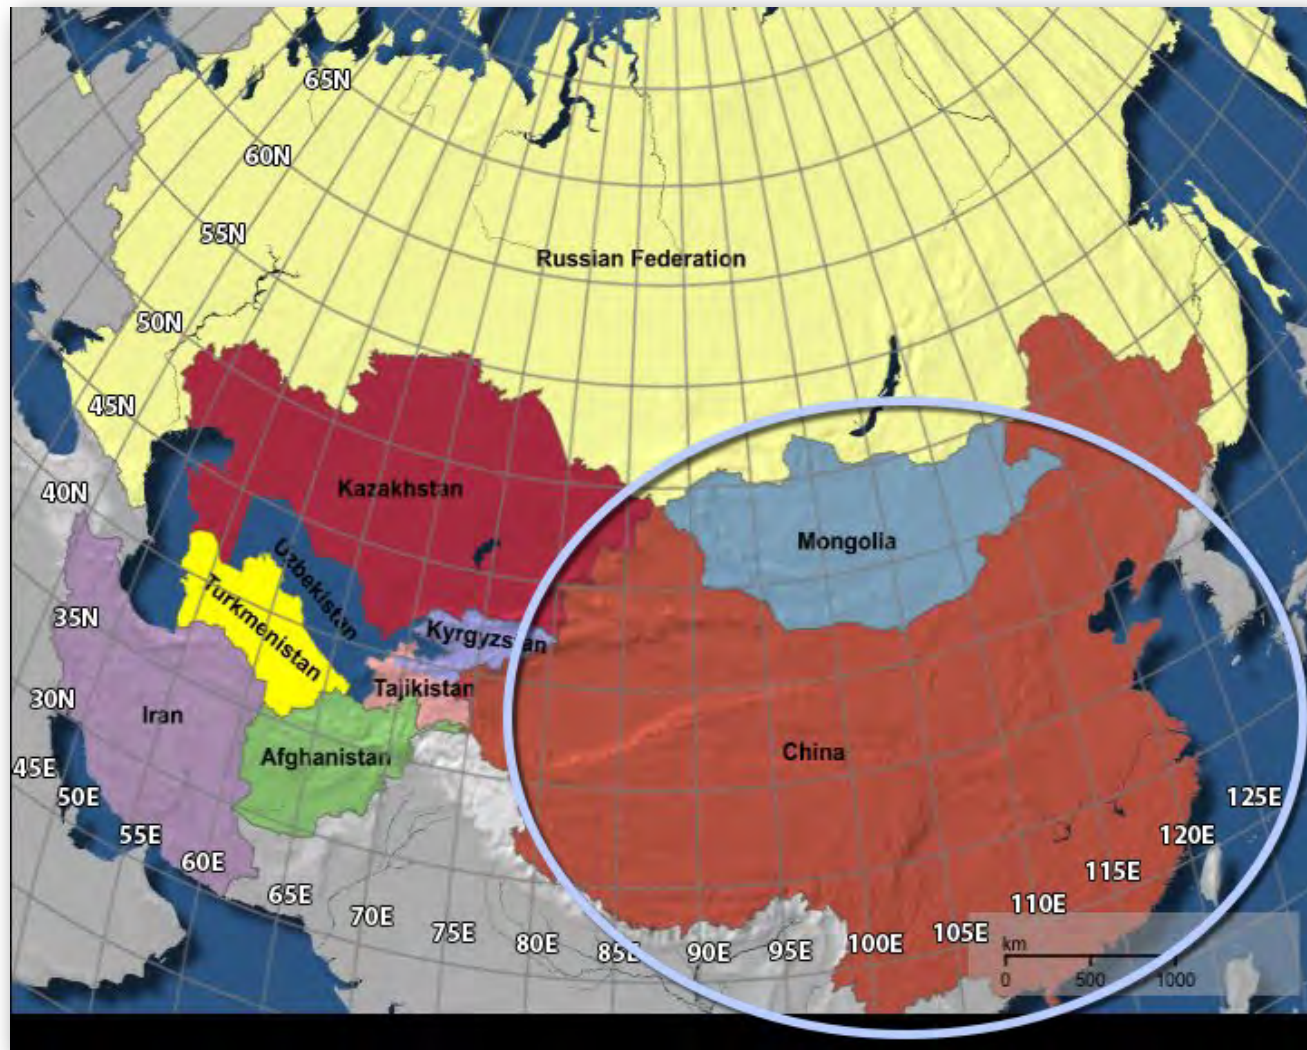 65N
60N
55N
Russian Federation
50N
45N
Kazakhstan
40N
Mongolia
Uzbekistan
Turkmenistan
35N
Kyrgyzstan
Tajikistan
30N
Iran
Afghanistan
China
45E
50E
55E
60E
65E
70E
75E
80E
85E
90E
95E
100E
105E
110E
115E
120E
125E
km
0 500 1000